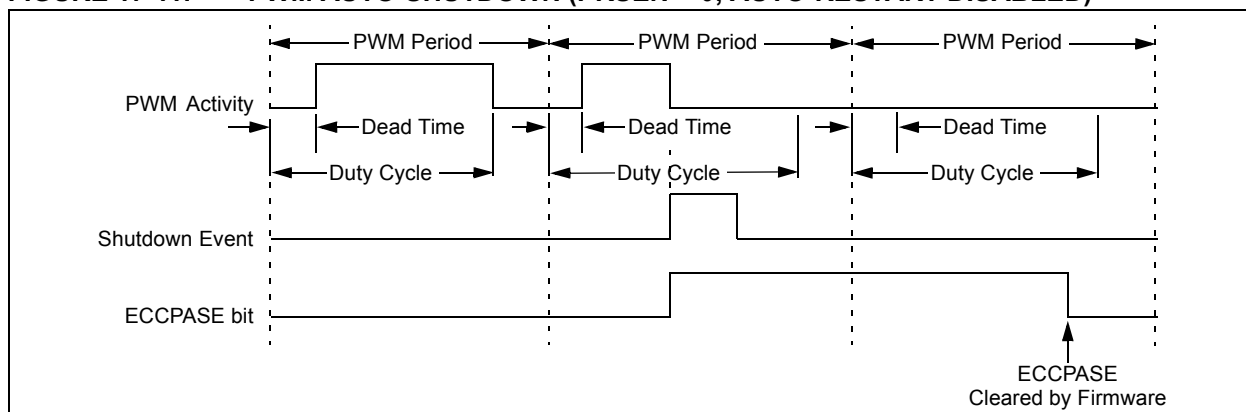 PWM Period PWM Period PWM Period
PWM Activity
Dead Time Dead Time Dead Time
Duty Cycle Duty Cycle Duty Cycle
Shutdown Event
ECCPASE bit
ECCPASE
Cleared by Firmware